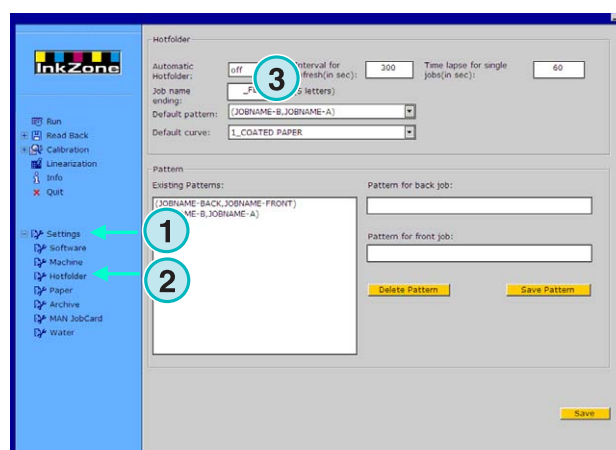 InkZone
Run
Read Back
Calibration
Linearization
Info
Quit
Settings
Software
Machine
Hotfolder
Paper
Archive
MAN JobCard
Water
1
2
3
Hotfolder
Automatic Hotfolder: off
Interval for (in sec): 300
Time lapse for single jobs(in sec): 60
Job name ending: letters)
Default pattern: (JOBNAME-B,JOBNAME-A)
Default curve: 1_COATED PAPER
Pattern
Existing Patterns:
(JOBNAME-BACK,JOBNAME-FRONT)
JOBNAME-A)
Pattern for back job:
Pattern for front job:
Delete Pattern
Save Pattern
Save